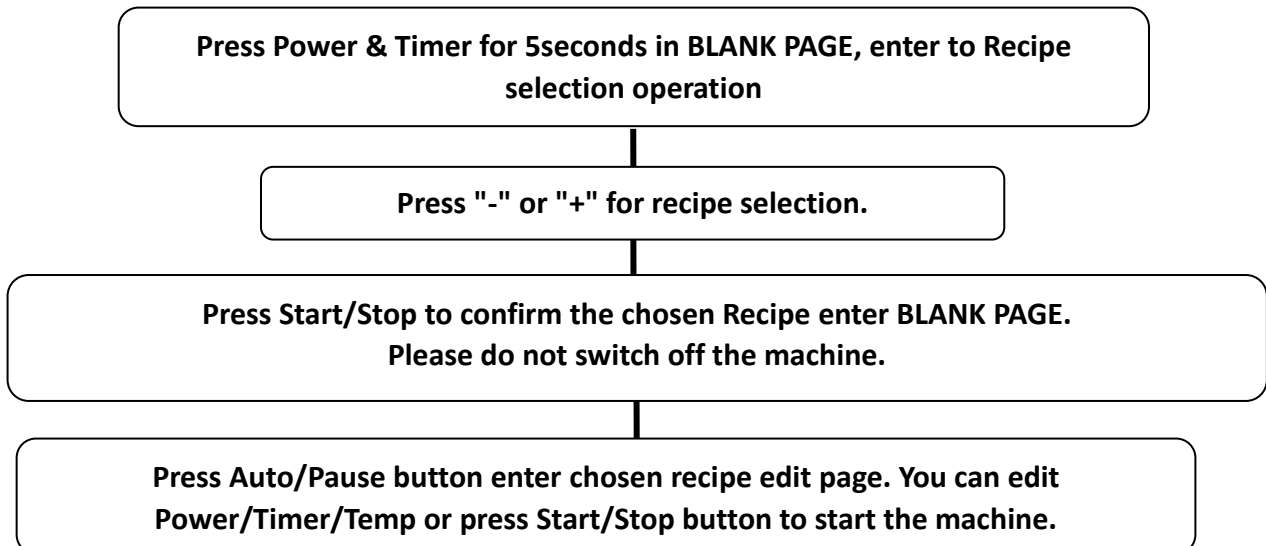 Press Power & Timer for 5seconds in BLANK PAGE, enter to Recipe
selection operation
Press "-" or "+" for recipe selection.
Press Start/Stop to confirm the chosen Recipe enter BLANK PAGE.
Please do not switch off the machine.
Press Auto/Pause button enter chosen recipe edit page. You can edit
Power/Timer/Temp or press Start/Stop button to start the machine.